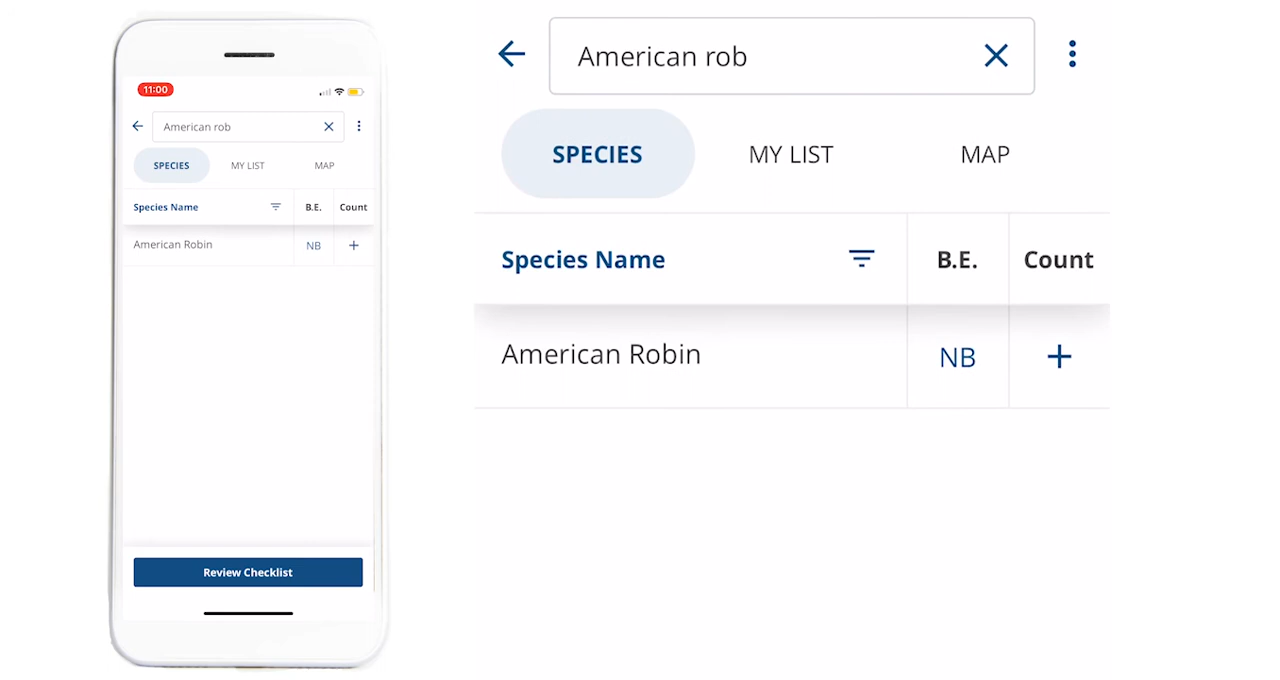 11:00
American rob
SPECIES MY LIST MAP
Species Name B.E. Count
American Robin NB +
Review Checklist
American rob
SPECIES MY LIST MAP
Species Name B.E. Count
American Robin NB +